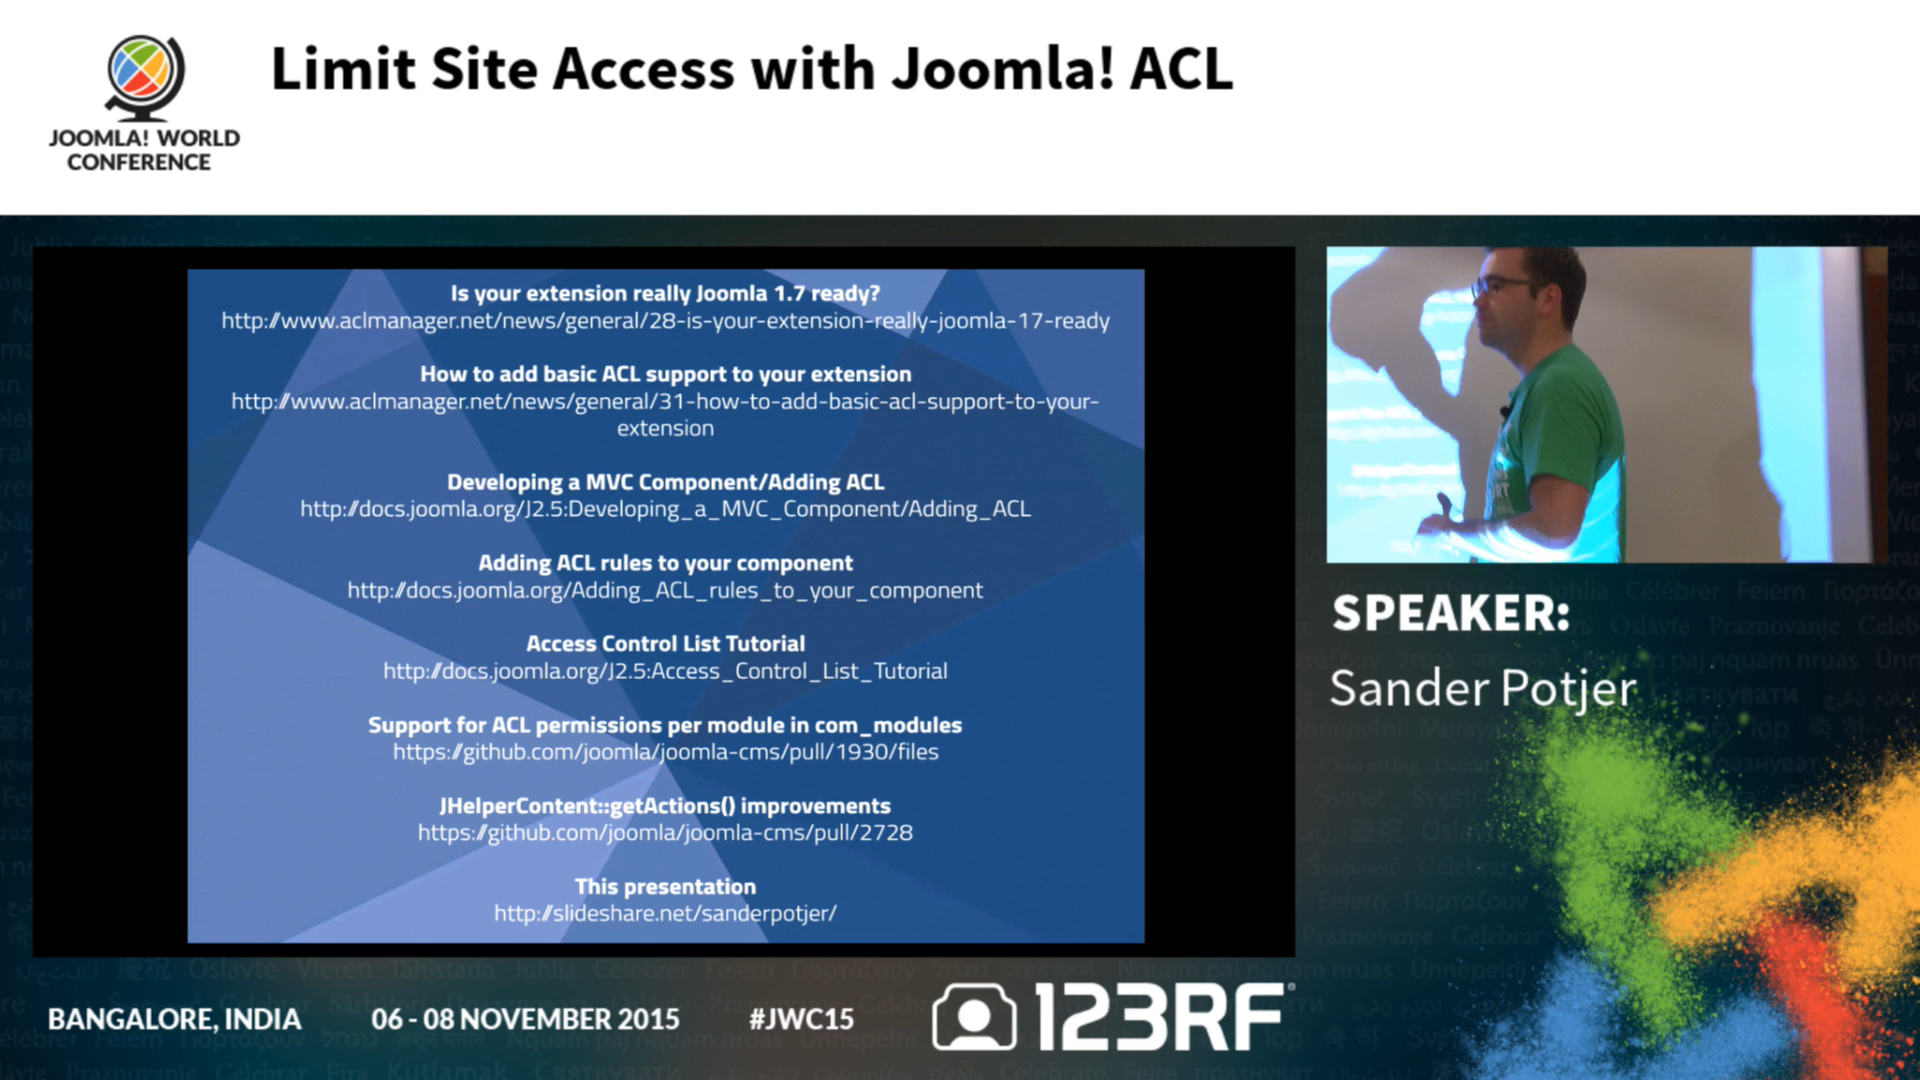 Limit Site Access with Joomla! ACL
JOOMLA! WORLD
CONFERENCE
Is your extension really Joomla 1.7 ready?
http://www.aclmanager.net/news/general/28-is-your-extension-really-joomla-17-ready
How to add basic ACL support to your extension
http://www.aclmanager.net/news/general/31-how-to-add-basic-acl-support-to-your-
extension
Developing a MVC Component/Adding ACL
http://docs.joomla.org/J2.5:Developing_a_MVC_Component/Adding_ACL
Adding ACL rules to your component
http://docs.joomla.org/Adding_ACL_rules_to_your_component
Access Control List Tutorial
http://docs.joomla.org/J2.5:Access_Control_List_Tutorial
Support for ACL permissions per module in com_modules
https://github.com/joomla/joomla-cms/pull/1930/files
JHelperContent::getActions() improvements
https://github.com/joomla/joomla-cms/pull/2728
This presentation
http://slideshare.net/sanderpotjer/
SPEAKER:
Sander Potjer
BANGALORE, INDIA
06 - 08 NOVEMBER 2015
#JWC15
123RF®